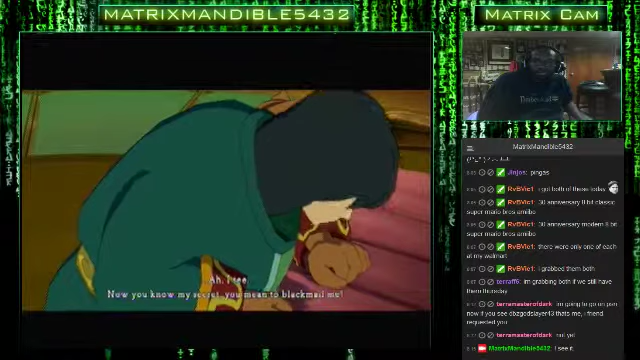 MATRIXMANDIBLE5432
MATRIX CAM
MatrixMandible5432
Jinjos: pingas
RvBVic1: i got both of these today
RvBVic1: 30 anniversary 8 bit classic
super mario bros amiibo
RvBVic1: 30 anniversary modern 8 bit
super mario bros amiibo
RvBVic1: there were only one of each
at my walmart
RvBVic1: I grabbed them both
terraff6: im grabbing both if we still have
them thursday
terramasterofdark: im going to go on psn
now if you see dbzgodslayer43 thats me, i friend
requested you
terramasterofdark: not yet
MatrixMandible5432: I see it
Ah, I see.
Now you know my secret, you mean to blackmail me!